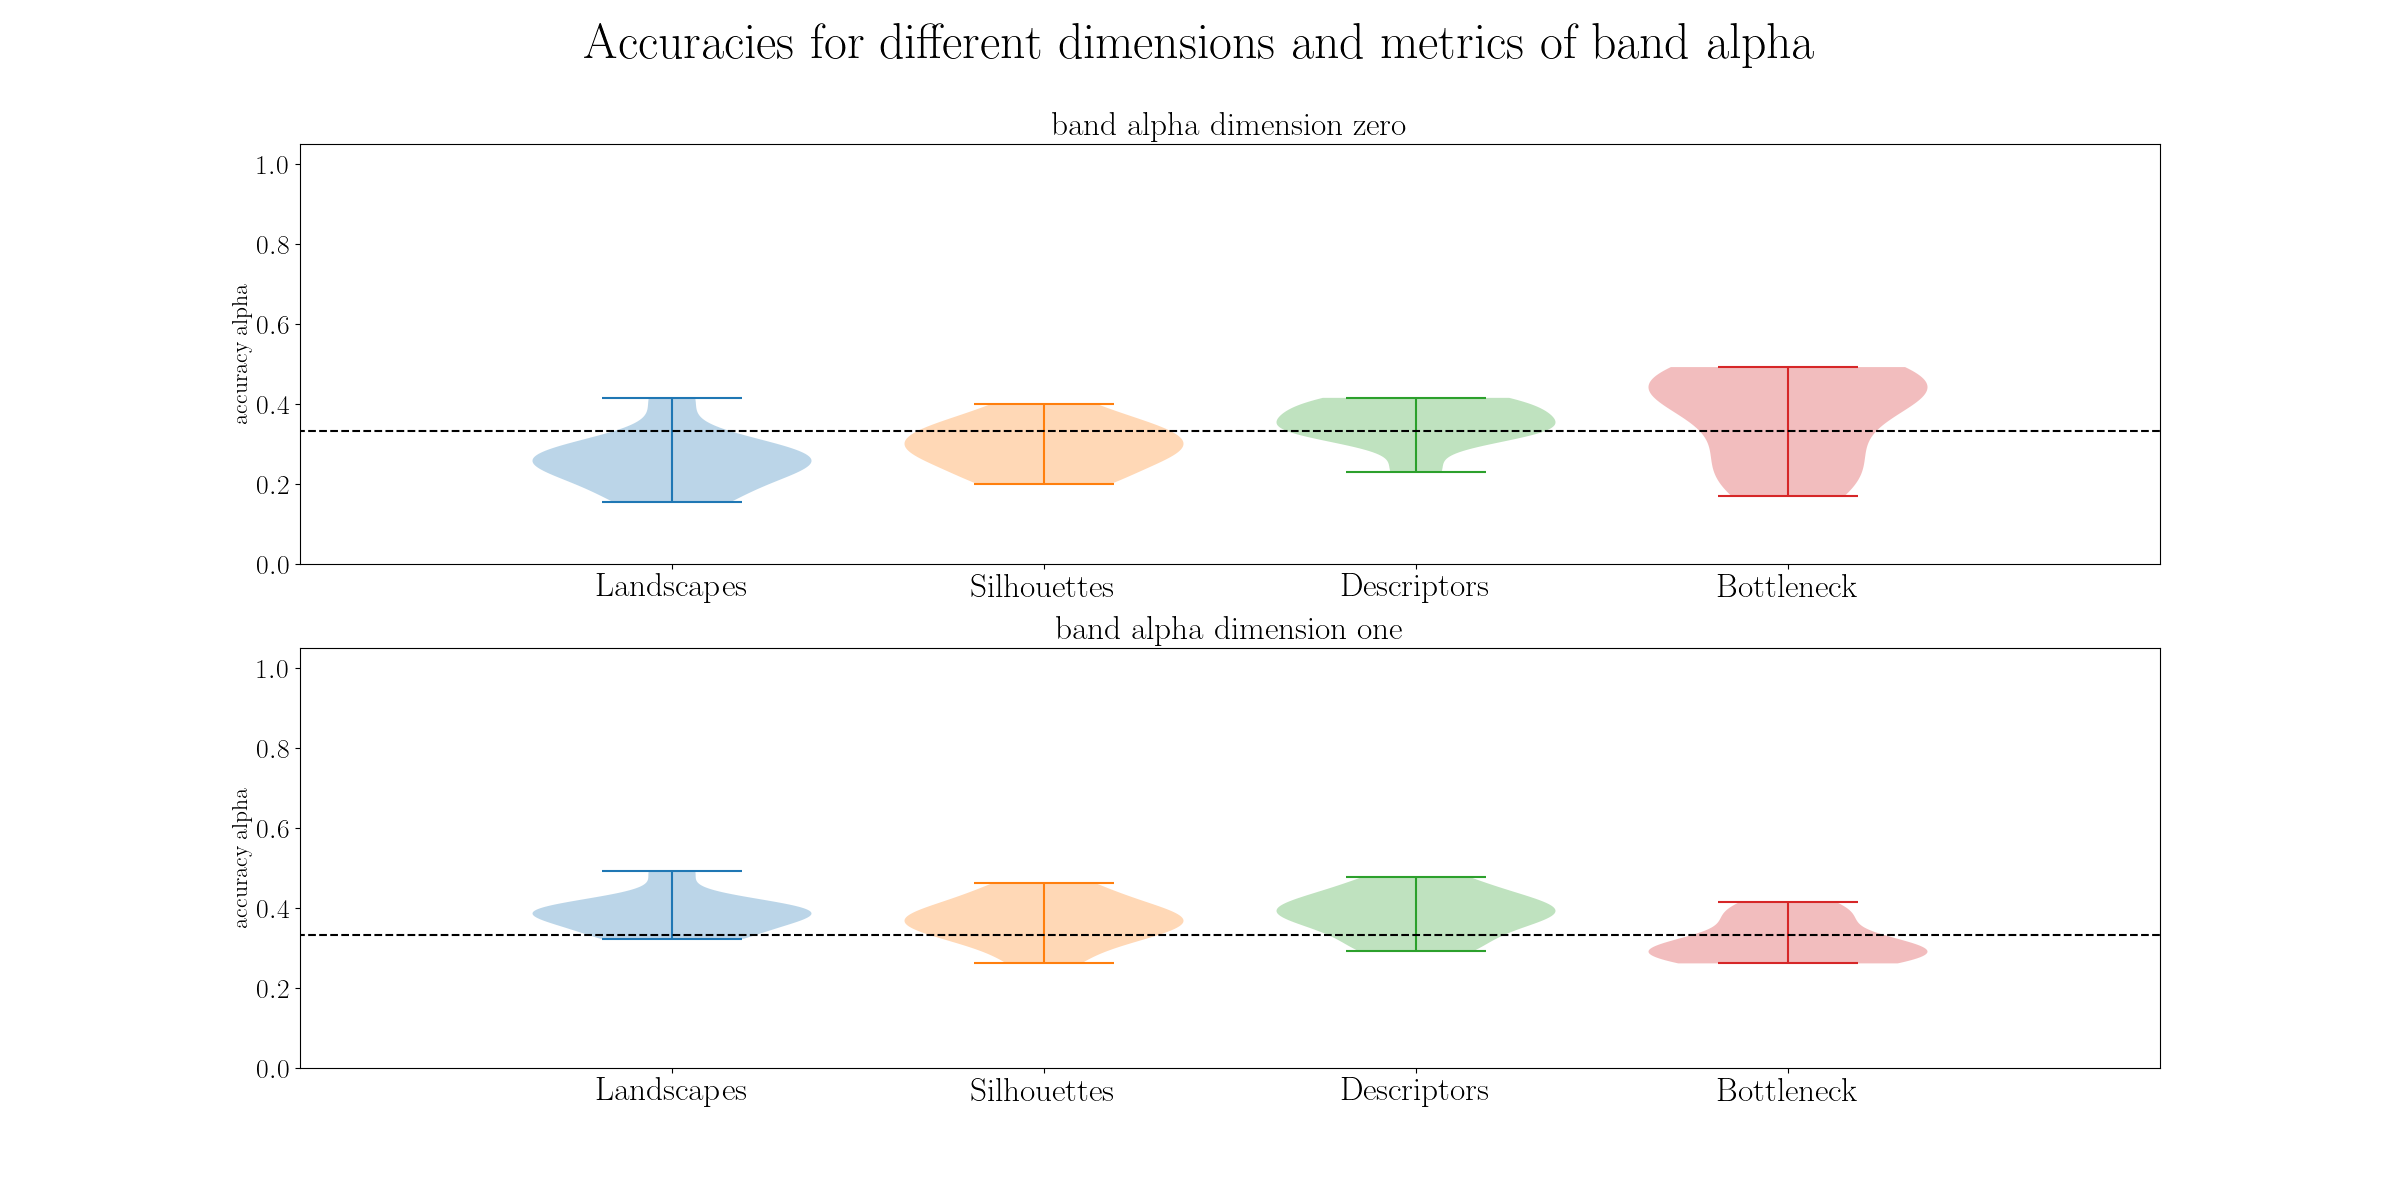 Accuracies for different dimensions and metrics of band alpha
band alpha dimension zero
1.0
0.8
0.6
0.4
0.2
0.0
accuracy alpha
Landscapes Silhouettes Descriptors Bottleneck
band alpha dimension one
1.0
0.8
0.6
0.4
0.2
0.0
accuracy alpha
Landscapes Silhouettes Descriptors Bottleneck